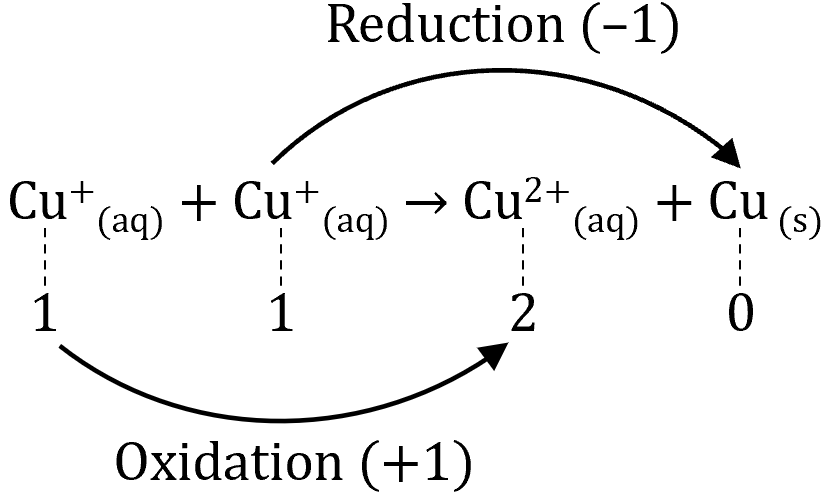 Reduction (–1)
Cu⁺(aq) + Cu⁺(aq) → Cu²⁺(aq) + Cu (s)
1 1 2 0
Oxidation (+1)